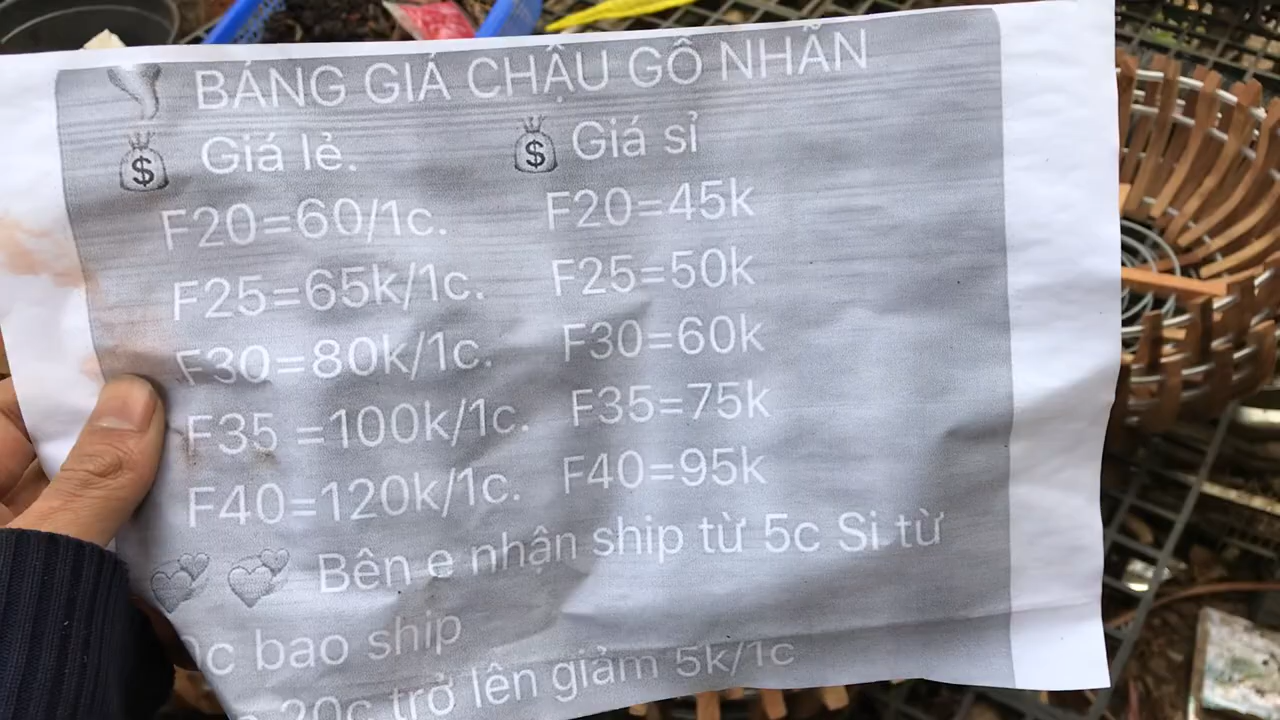 BẢNG GIÁ CHẬU GỖ NHÃN
Giá lẻ. Giá sỉ
F20=60/1c. F20=45k
F25=65k/1c. F25=50k
F30=80k/1c. F30=60k
F35 =100k/1c. F35=75k
F40=120k/1c. F40=95k
Bên e nhận ship từ 5c Si từ
bao ship
20c trở lên giảm 5k/1c